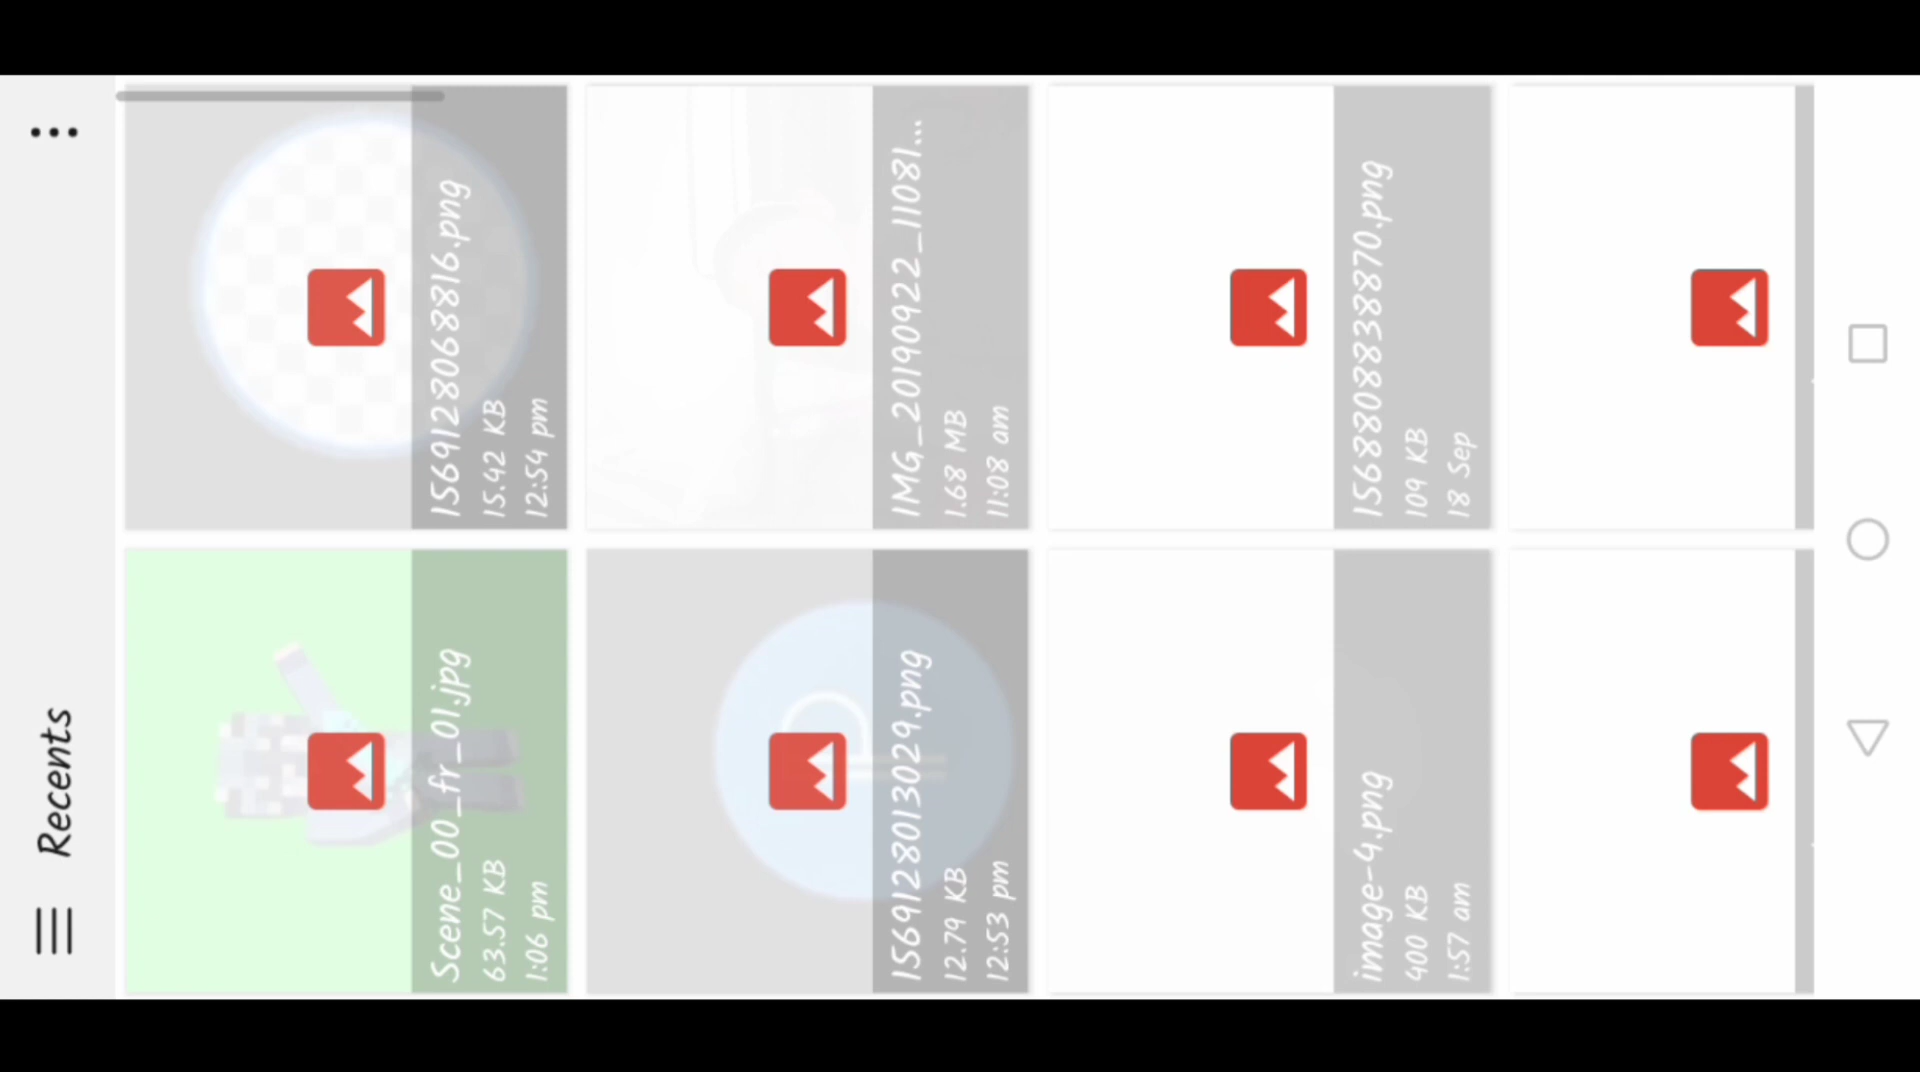 Recents
Scene_00_fr_01.jpg
63.57 KB
1:06 pm
1569128068816.png
15.42 KB
12:54 pm
1569128013029.png
12.79 KB
12:53 pm
IMG_20190922_11081...
1.68 MB
11:08 am
image-4.png
400 KB
1:57 am
1568808838870.png
109 KB
18 Sep